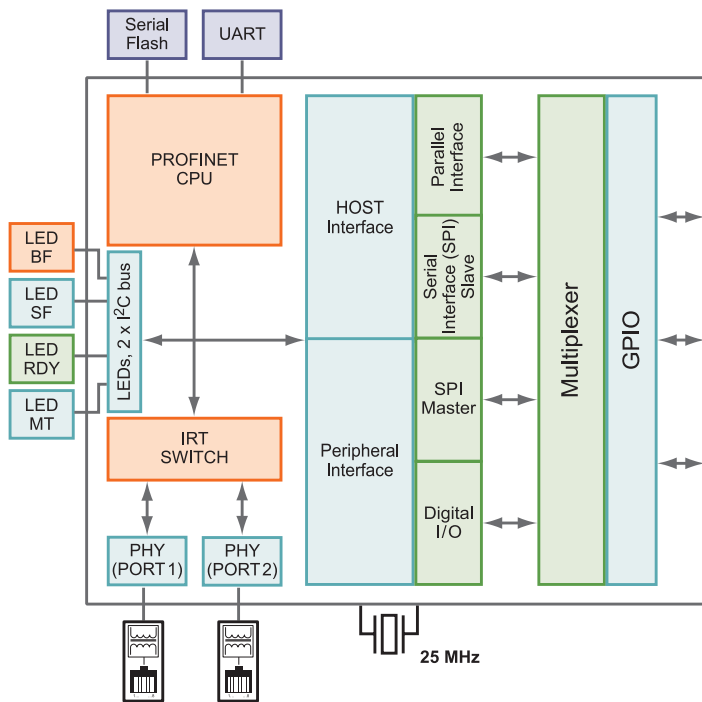 Serial
Flash
UART
PROFINET
CPU
HOST
Interface
Parallel
Interface
Serial
Interface (SPI)
Slave
Multiplexer
GPIO
LED
BF
LED
SF
LED
RDY
LED
MT
LEDs, 2 x I²C bus
SPI
Master
IRT
SWITCH
Peripheral
Interface
Digital
I/O
PHY
(PORT 1)
PHY
(PORT 2)
25 MHz